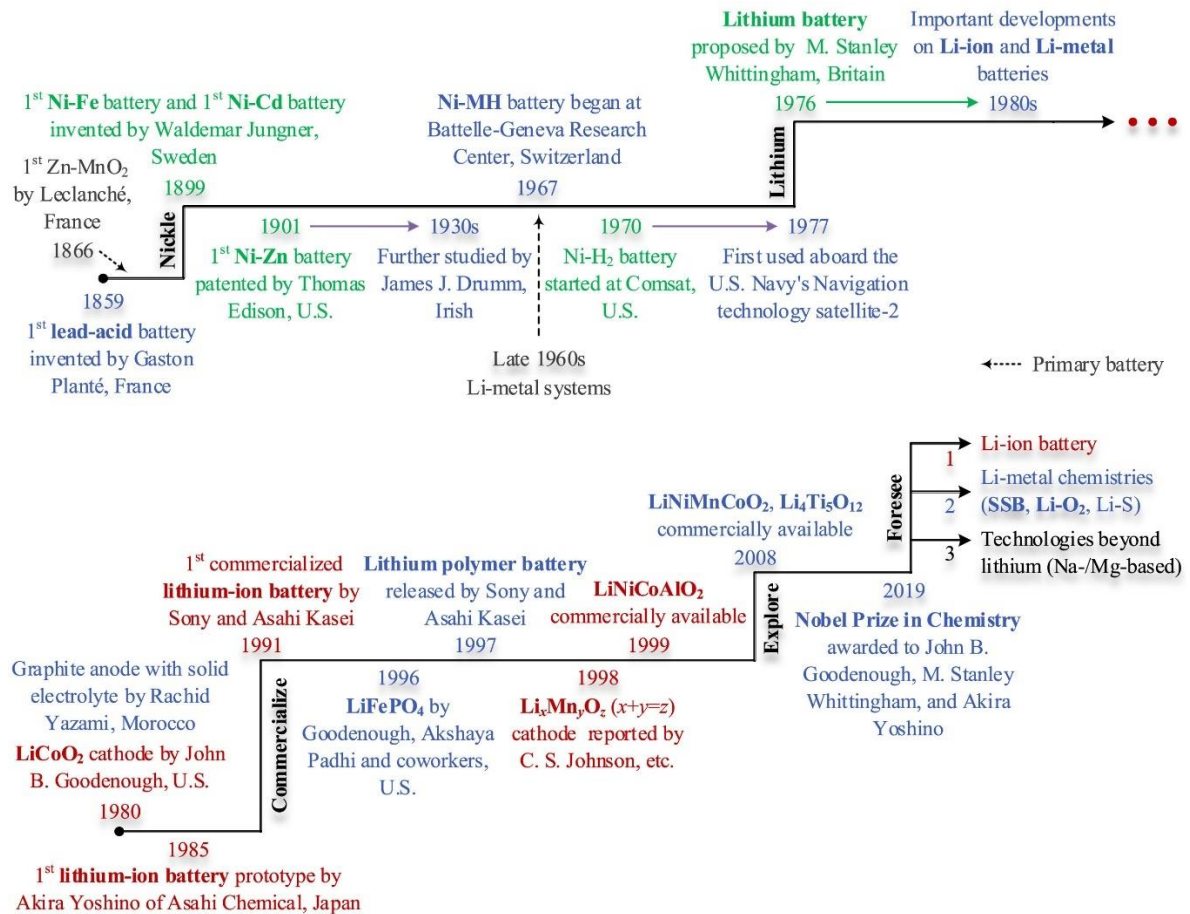 Lithium battery
proposed by M. Stanley
Whittingham, Britain
1976
Important developments
on Li-ion and Li-metal
batteries
1980s
1st Ni-Fe battery and 1st Ni-Cd battery
invented by Waldemar Jungner,
Sweden
1899
Ni-MH battery began at
Battelle-Geneva Research
Center, Switzerland
1967
Lithium
1st Zn-MnO2
by Leclanché,
France
1866
Nickle
1901
1st Ni-Zn battery
patented by Thomas
Edison, U.S.
1930s
Further studied by
James J. Drumm,
Irish
1970
Ni-H2 battery
started at Comsat,
U.S.
1977
First used aboard the
U.S. Navy's Navigation
technology satellite-2
1859
1st lead-acid battery
invented by Gaston
Planté, France
Late 1960s
Li-metal systems
Primary battery
1
Li-ion battery
2
Li-metal chemistries
(SSB, Li-O2, Li-S)
3
Technologies beyond
lithium (Na-/Mg-based)
Foresee
LiNiMnCoO2, Li4Ti5O12
commercially available
2008
1st commercialized
lithium-ion battery by
Sony and Asahi Kasei
1991
Lithium polymer battery
released by Sony and
Asahi Kasei
1997
LiNiCoAlO2
commercially available
1999
Explore
2019
Nobel Prize in Chemistry
awarded to John B.
Goodenough, M. Stanley
Whittingham, and Akira
Yoshino
Graphite anode with solid
electrolyte by Rachid
Yazami, Morocco
LiCoO2 cathode by John
B. Goodenough, U.S.
1980
Commercialize
1996
LiFePO4 by
Goodenough, Akshaya
Padhi and coworkers,
U.S.
1998
LixMnyOz (x+y=z)
cathode reported by
C. S. Johnson, etc.
1985
1st lithium-ion battery prototype by
Akira Yoshino of Asahi Chemical, Japan